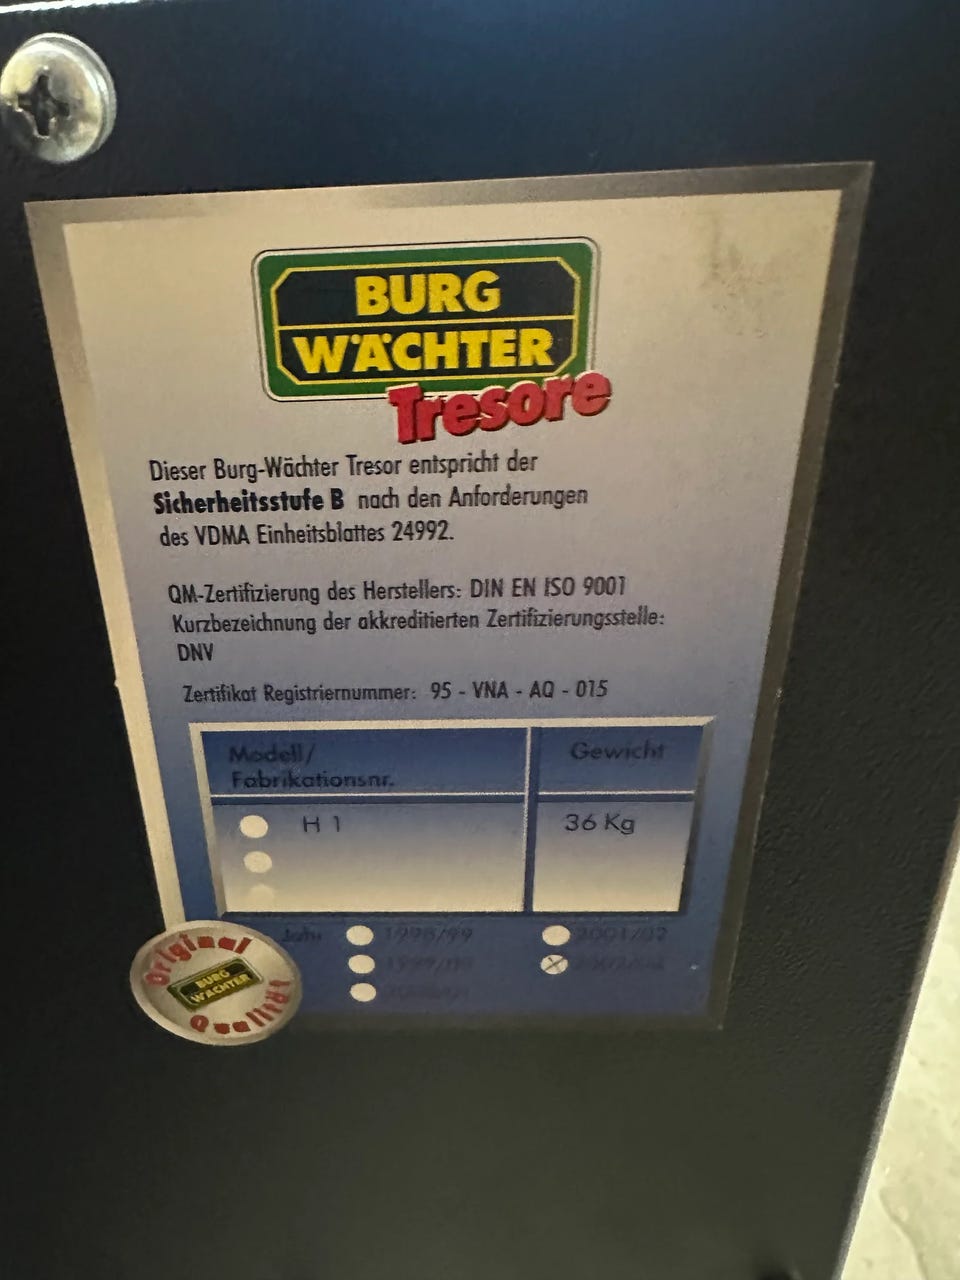 BURG
WÄCHTER
Tresore
Dieser Burg-Wächter Tresor entspricht der
Sicherheitsstufe B nach den Anforderungen
des VDMA Einheitsblattes 24992.
QM-Zertifizierung des Herstellers: DIN EN ISO 9001
Kurzbezeichnung der akkreditierten Zertifizierungsstelle:
DNV
Zertifikat Registriernummer: 95 - VNA - AQ - 015
Modell/
Fabrikationsnr.
Gewicht
H 1
36 Kg
Jahr
1998/99
2001/02
Original
BURG
WÄCHTER
Qualität